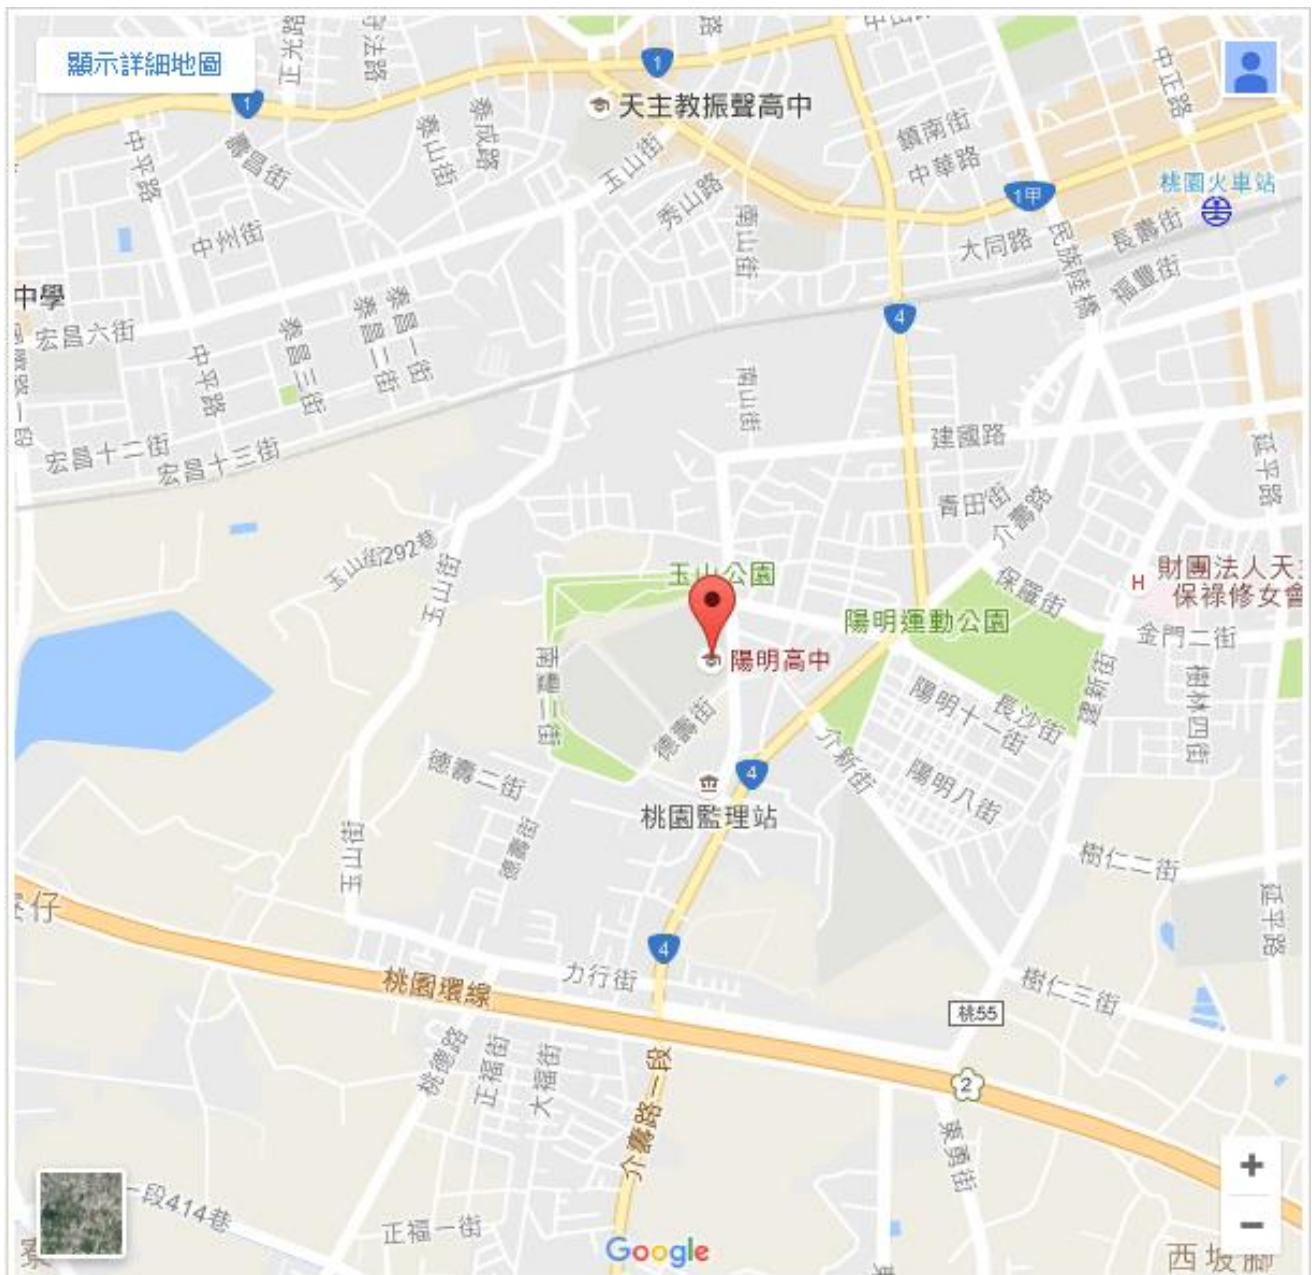 顯示詳細地圖
正光路
守法路
路
中正路
1
1
天主教振聲高中
泰成路
泰山街
壽昌街
中平路
玉山街
秀山路
南山街
鎮南街
中華路
1甲
桃園火車站
長壽街
大同路
民族陸橋
福豐街
中州街
中學
宏昌六街
中平路
泰昌三街
泰昌二街
泰昌一街
4
南山街
建國路
延平路
宏昌十二街
宏昌十三街
青田街
介壽路
玉山街292巷
玉山街
玉山公園
保羅街
H
財團法人天主
保祿修女會
陽明運動公園
金門二街
陽明高中
德壽街
陽明十一街
長沙街
建新街
樹林四街
介新街
陽明八街
德壽二街
4
桃園監理站
玉山街
德壽街
樹仁二街
延平路
寮仔
4
力行街
桃園環線
樹仁三街
桃55
2
桃德路
正福街
大福街
介壽路一段
東勇街
一段414巷
正福一街
Google
西坡腳
寮
+
−